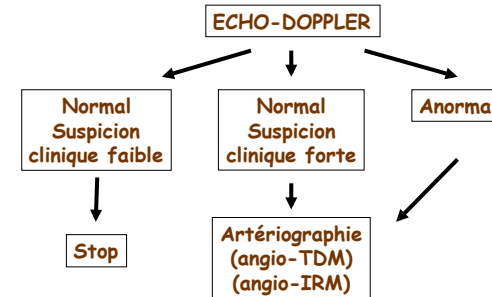 ECHO-DOPPLER
Normal
Suspicion
clinique faible
Normal
Suspicion
clinique forte
Anorma
Stop
Artériographie
(angio-TDM)
(angio-IRM)